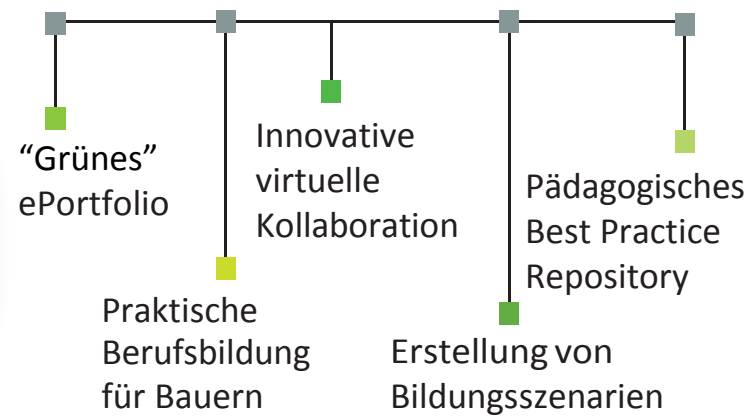 “Grünes”
ePortfolio
Praktische
Berufsbildung
für Bauern
Innovative
virtuelle
Kollaboration
Erstellung von
Bildungsszenarien
Pädagogisches
Best Practice
Repository